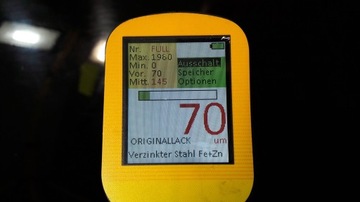 Nr. FULL
Max. 1960
Min. 0
Vor. 70
Mitt. 145
Ausschalt
Speicher
Optionen
70
ORIGINALLACK um
Verzinkter Stahl Fe+Zn